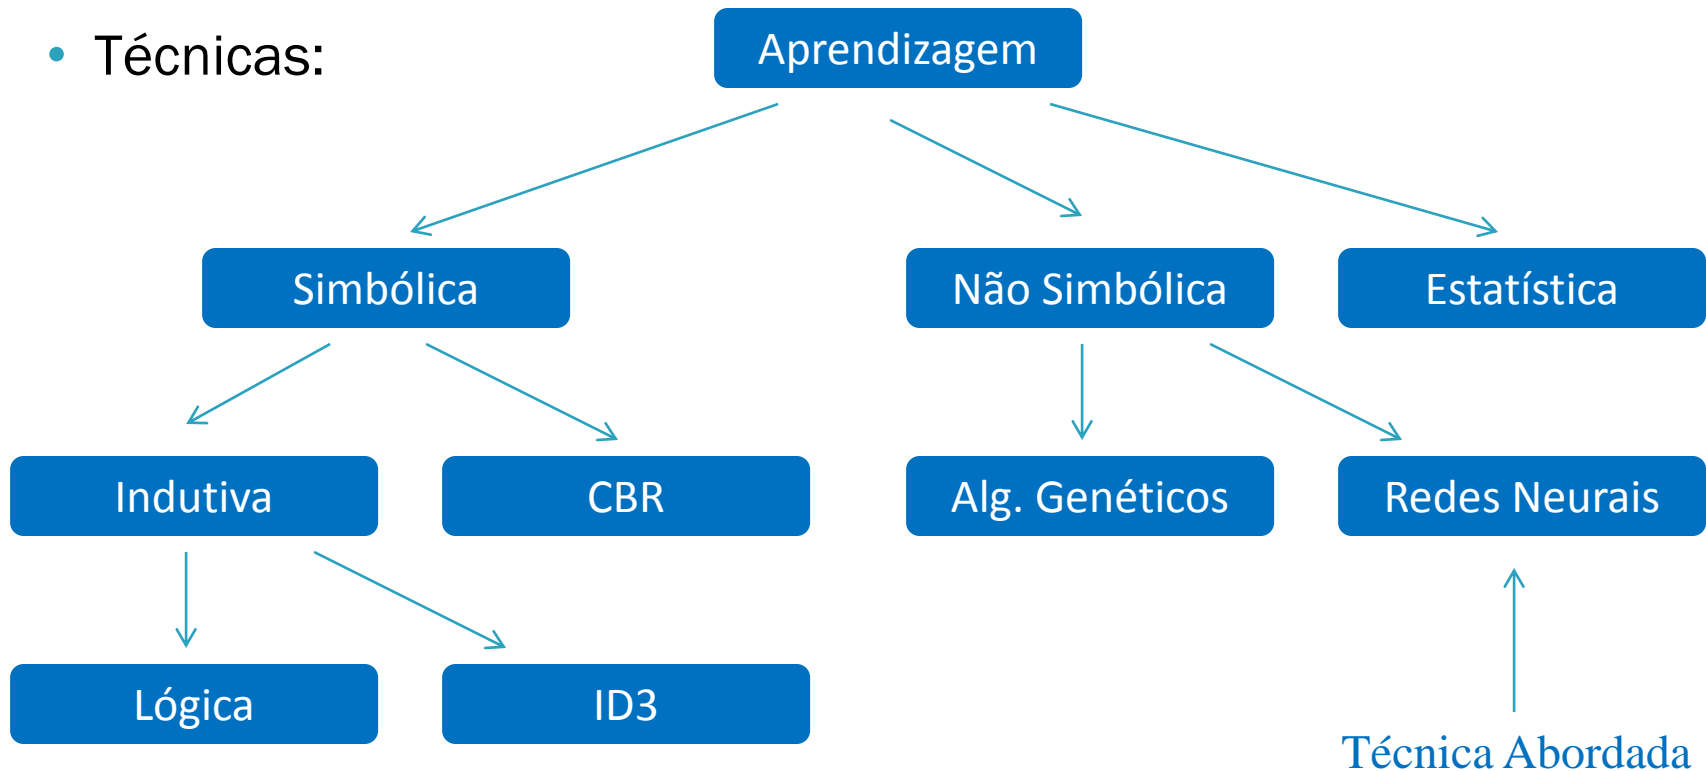 • Técnicas:
Aprendizagem
Simbólica
Não Simbólica
Estatística
Indutiva
CBR
Alg. Genéticos
Redes Neurais
Lógica
ID3
Técnica Abordada